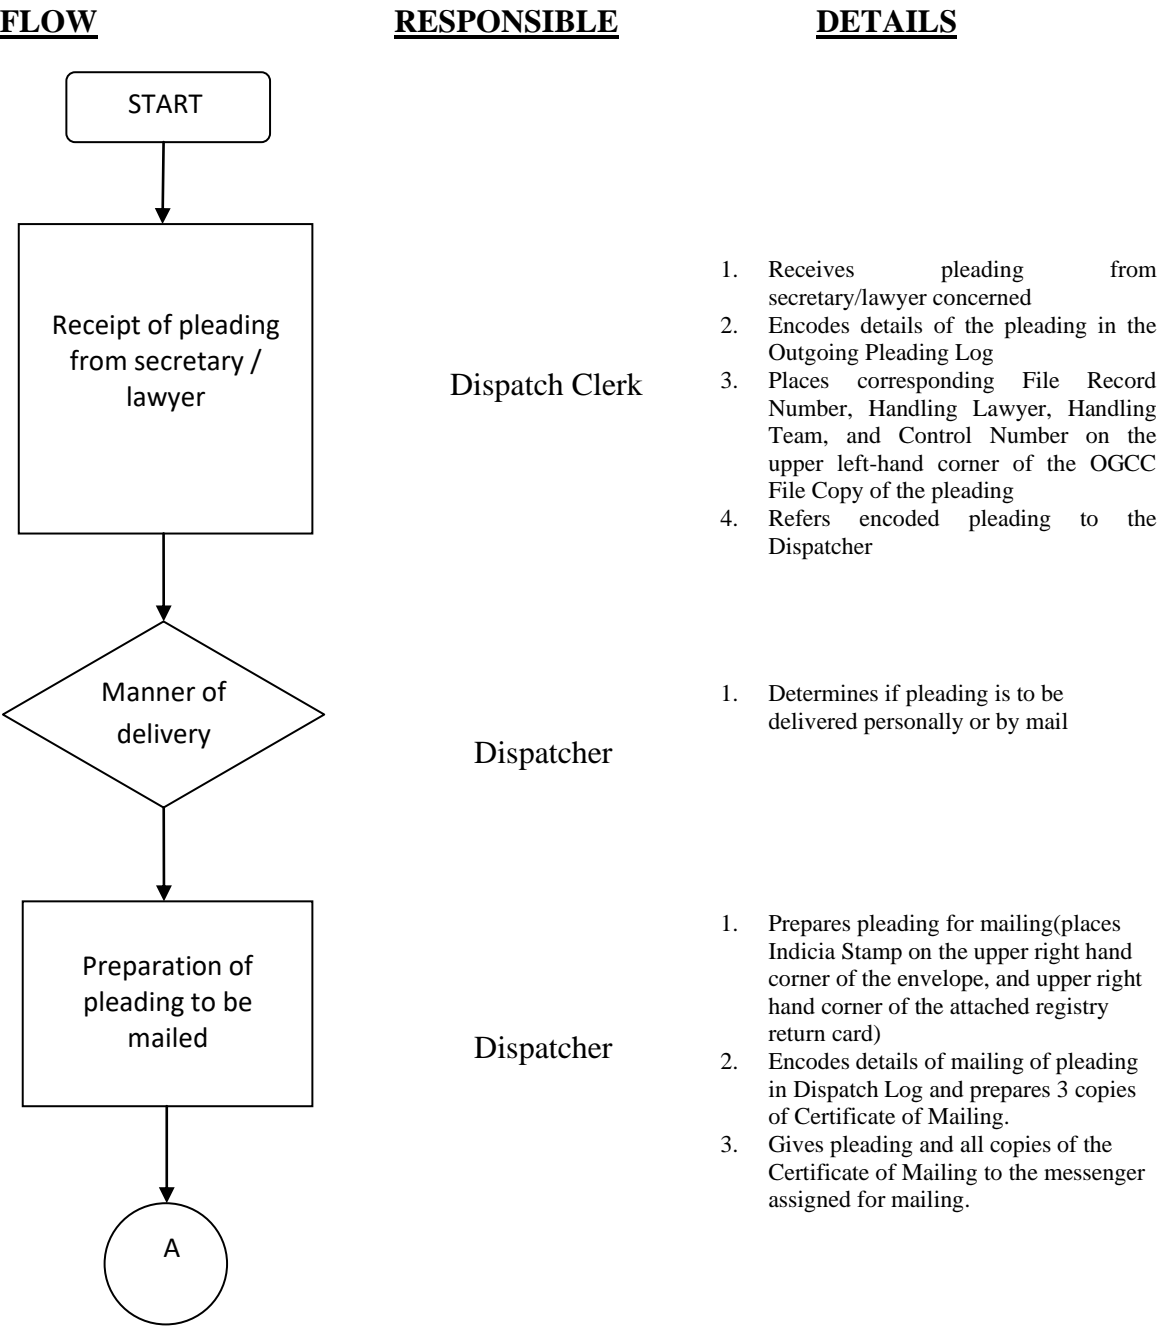 FLOW RESPONSIBLE DETAILS
START
Receipt of pleading
from secretary /
lawyer
Dispatch Clerk
1. Receives pleading from
secretary/lawyer concerned
2. Encodes details of the pleading in the
Outgoing Pleading Log
3. Places corresponding File Record
Number, Handling Lawyer, Handling
Team, and Control Number on the
upper left-hand corner of the OGCC
File Copy of the pleading
4. Refers encoded pleading to the
Dispatcher
Manner of
delivery
Dispatcher
1. Determines if pleading is to be
delivered personally or by mail
Preparation of
pleading to be
mailed
Dispatcher
1. Prepares pleading for mailing(places
Indicia Stamp on the upper right hand
corner of the envelope, and upper right
hand corner of the attached registry
return card)
2. Encodes details of mailing of pleading
in Dispatch Log and prepares 3 copies
of Certificate of Mailing.
3. Gives pleading and all copies of the
Certificate of Mailing to the messenger
assigned for mailing.
A